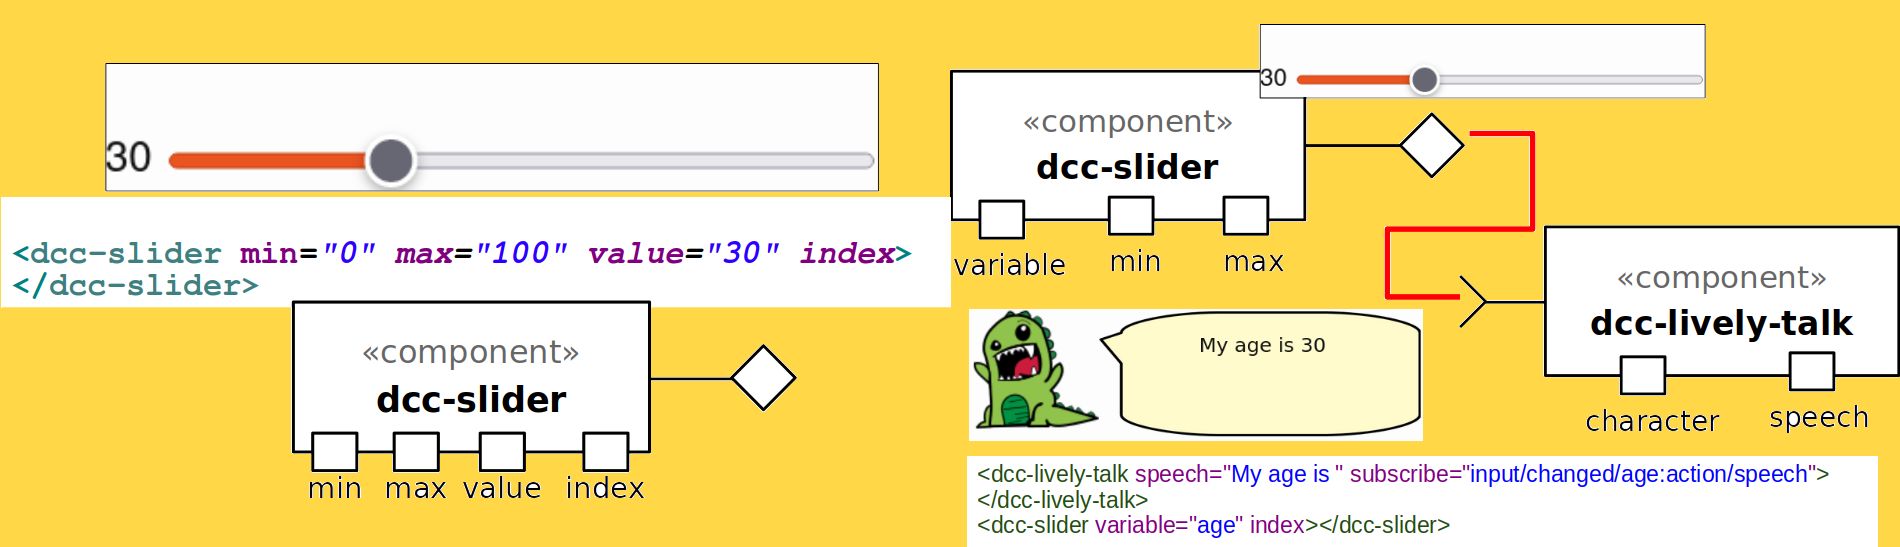 30
<dcc-slider min="0" max="100" value="30" index>
</dcc-slider>
«component»
dcc-slider
min max value index
30
«component»
dcc-slider
variable min max
«component»
dcc-lively-talk
character speech
My age is 30
<dcc-lively-talk speech="My age is " subscribe="input/changed/age:action/speech">
</dcc-lively-talk>
<dcc-slider variable="age" index></dcc-slider>